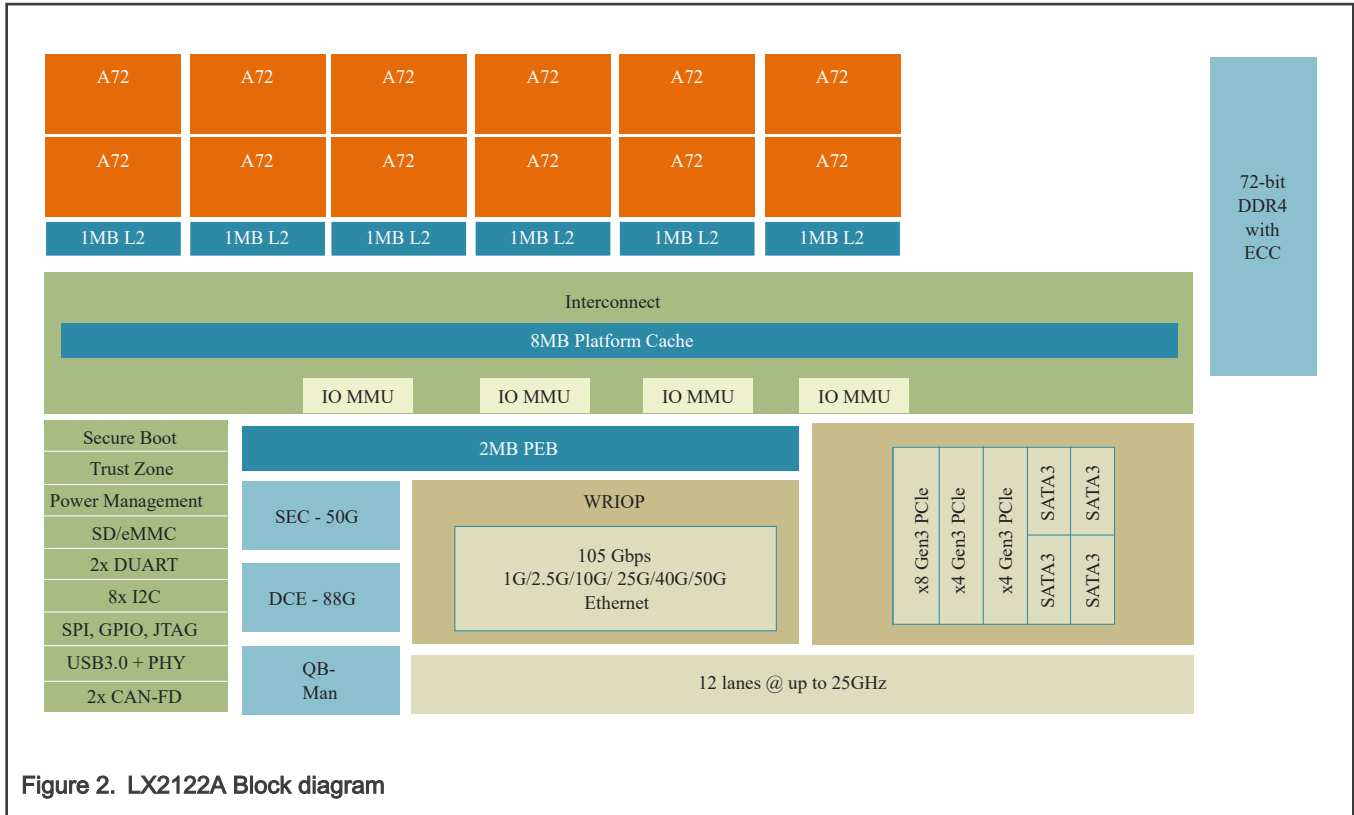 A72
A72
A72
A72
A72
A72
A72
A72
A72
A72
A72
A72
1MB L2
1MB L2
1MB L2
1MB L2
1MB L2
1MB L2
72-bit
DDR4
with
ECC
Interconnect
8MB Platform Cache
IO MMU
IO MMU
IO MMU
IO MMU
Secure Boot
Trust Zone
Power Management
SD/eMMC
2x DUART
8x I2C
SPI, GPIO, JTAG
USB3.0 + PHY
2x CAN-FD
2MB PEB
SEC - 50G
DCE - 88G
QB-
Man
WRIOP
105 Gbps
1G/2.5G/10G/ 25G/40G/50G
Ethernet
x8 Gen3 PCle
x4 Gen3 PCle
x4 Gen3 PCle
SATA3
SATA3
SATA3
SATA3
12 lanes @ up to 25GHz
Figure 2. LX2122A Block diagram